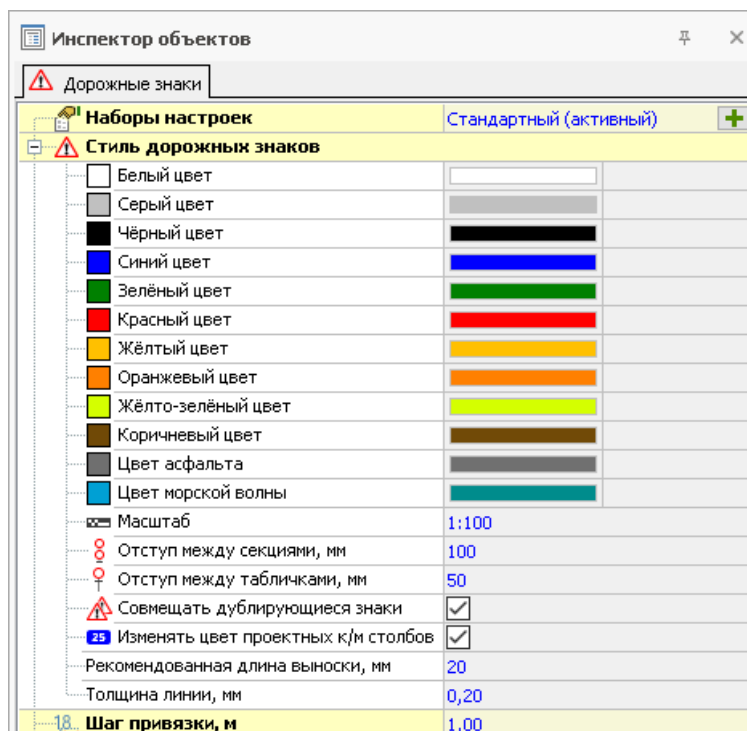 Инспектор объектов
Дорожные знаки
Наборы настроек Стандартный (активный)
Стиль дорожных знаков
Белый цвет
Серый цвет
Чёрный цвет
Синий цвет
Зелёный цвет
Красный цвет
Жёлтый цвет
Оранжевый цвет
Жёлто-зелёный цвет
Коричневый цвет
Цвет асфальта
Цвет морской волны
Масштаб 1:100
Отступ между секциями, мм 100
Отступ между табличками, мм 50
Совмещать дублирующиеся знаки
25 Изменять цвет проектных к/м столбов
Рекомендованная длина выноски, мм 20
Толщина линии, мм 0,20
1,8... Шаг привязки, м 1,00